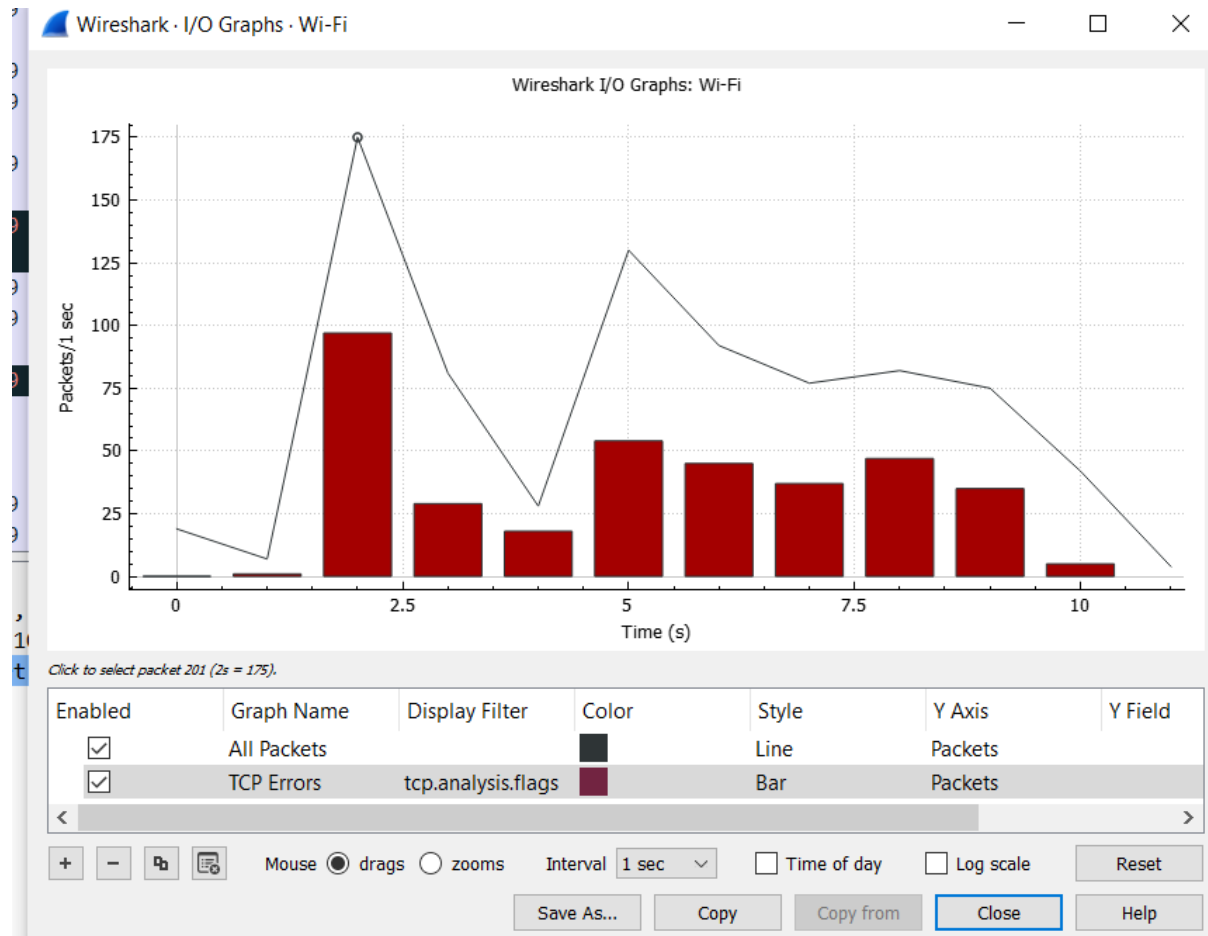 Wireshark · I/O Graphs · Wi-Fi
Wireshark I/O Graphs: Wi-Fi
175
150
125
100
75
50
25
0
Packets/1 sec
0 2.5 5 7.5 10
Time (s)
Click to select packet 201 (2s = 175).
Enabled Graph Name Display Filter Color Style Y Axis Y Field
All Packets Line Packets
TCP Errors tcp.analysis.flags Bar Packets
+ − Mouse drags zooms Interval 1 sec Time of day Log scale Reset
Save As... Copy Copy from Close Help